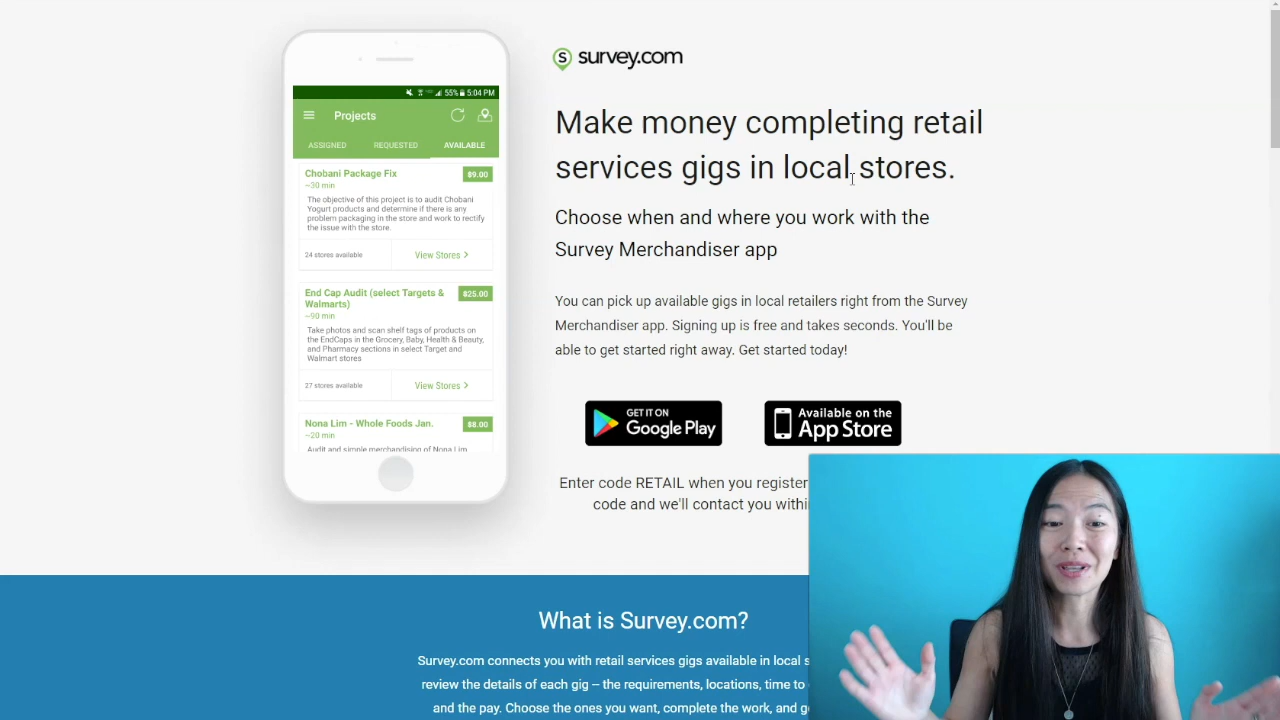 survey.com
Make money completing retail
services gigs in local stores.
Choose when and where you work with the
Survey Merchandiser app
You can pick up available gigs in local retailers right from the Survey
Merchandiser app. Signing up is free and takes seconds. You'll be
able to get started right away. Get started today!
GET IT ON
Google Play
Available on the
App Store
Enter code RETAIL when you register
code and we'll contact you within
55% 5:04 PM
Projects
ASSIGNED REQUESTED AVAILABLE
Chobani Package Fix $9.00
~30 min
The objective of this project is to audit Chobani
Yogurt products and determine if there is any
problem packaging in the store and work to rectify
the issue with the store.
24 stores available View Stores >
End Cap Audit (select Targets & $25.00
Walmarts)
~90 min
Take photos and scan shelf tags of products on
the EndCaps in the Grocery, Baby, Health & Beauty,
and Pharmacy sections in select Target and
Walmart stores
27 stores available View Stores >
Nona Lim - Whole Foods Jan. $8.00
~20 min
Audit and simple merchandising of Nona Lim
What is Survey.com?
Survey.com connects you with retail services gigs available in local s
review the details of each gig – the requirements, locations, time to
and the pay. Choose the ones you want, complete the work, and g